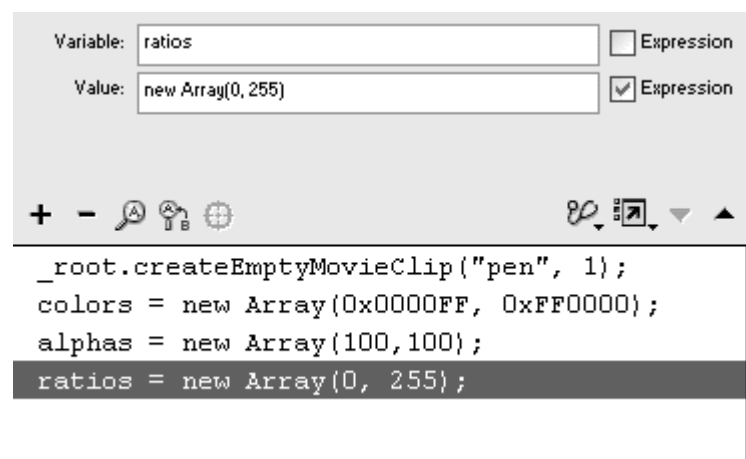 Variable: ratios Expression
Value: new Array(0, 255) Expression
_root.createEmptyMovieClip("pen", 1);
colors = new Array(0x0000FF, 0xFF0000);
alphas = new Array(100,100);
ratios = new Array(0, 255);